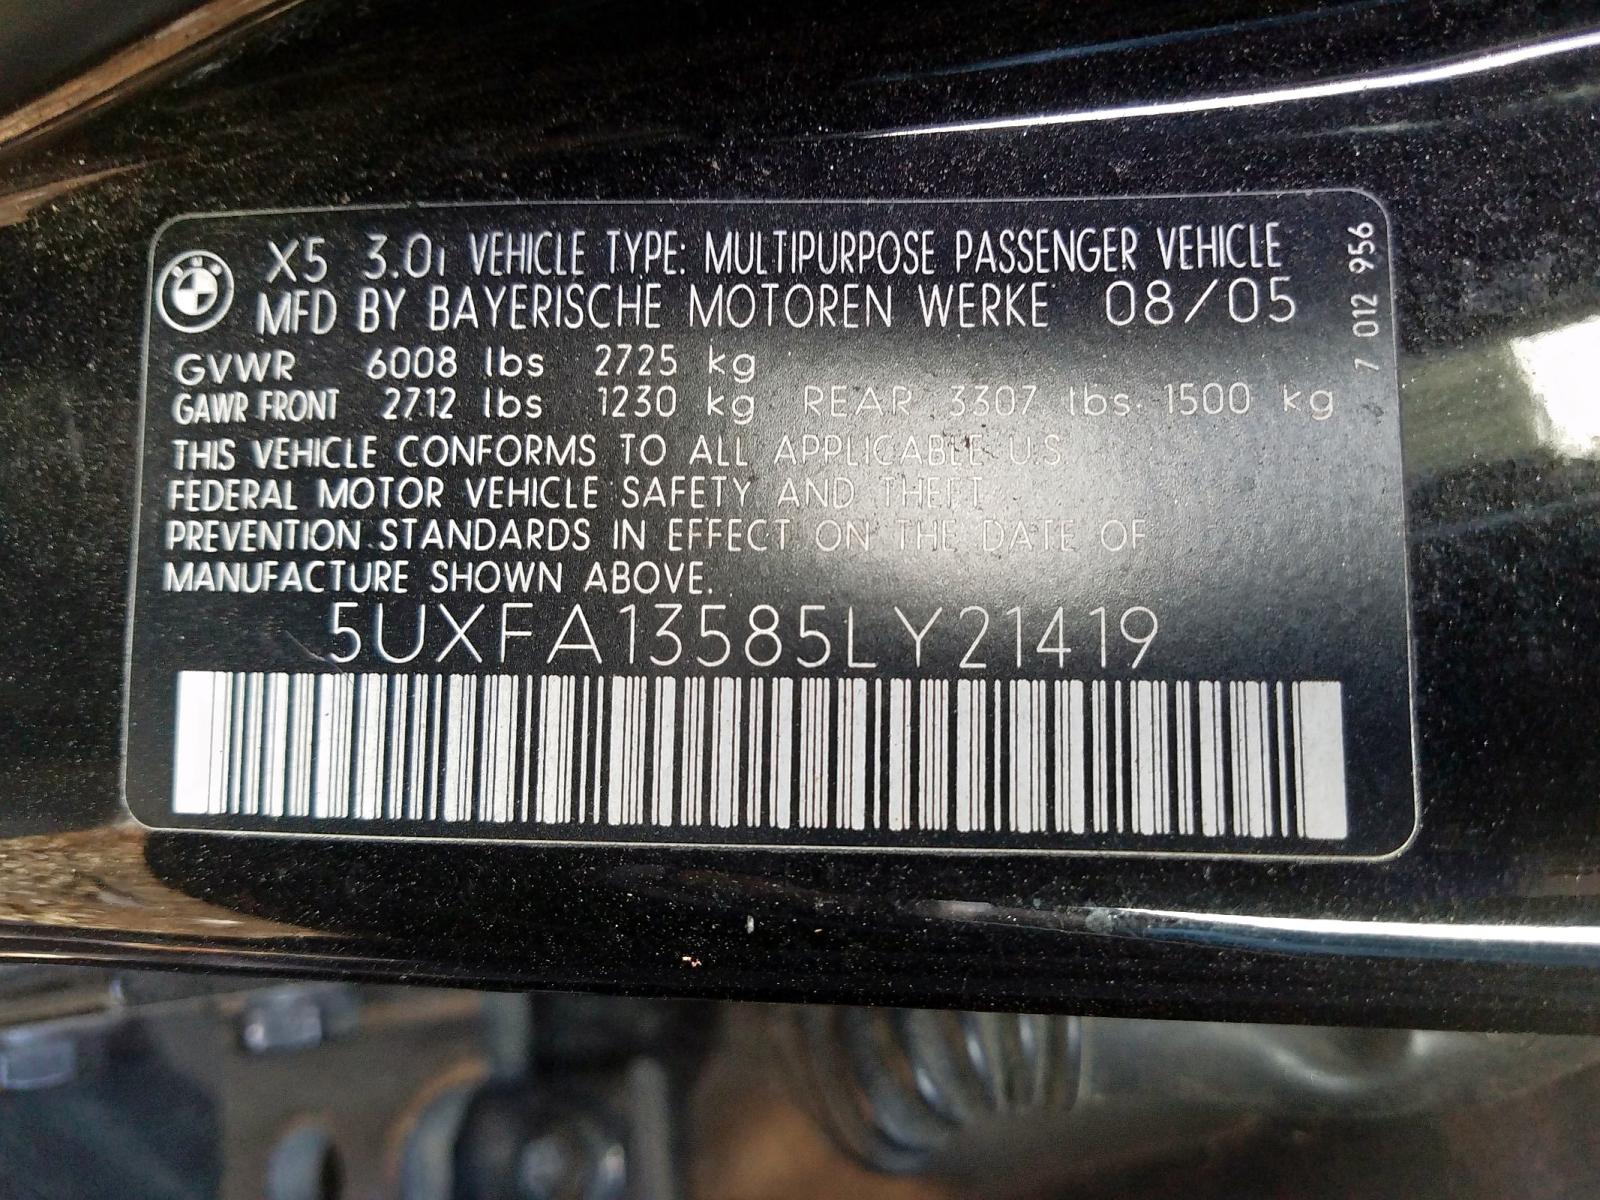 X5 3.0i VEHICLE TYPE: MULTIPURPOSE PASSENGER VEHICLE
MFD BY BAYERISCHE MOTOREN WERKE 08/05
GVWR 6008 lbs 2725 kg
GAWR FRONT 2712 lbs 1230 kg REAR 3307 lbs 1500 kg
THIS VEHICLE CONFORMS TO ALL APPLICABLE U.S.
FEDERAL MOTOR VEHICLE SAFETY AND THEFT
PREVENTION STANDARDS IN EFFECT ON THE DATE OF
MANUFACTURE SHOWN ABOVE.
5UXFA13585LY21419
7 012 956